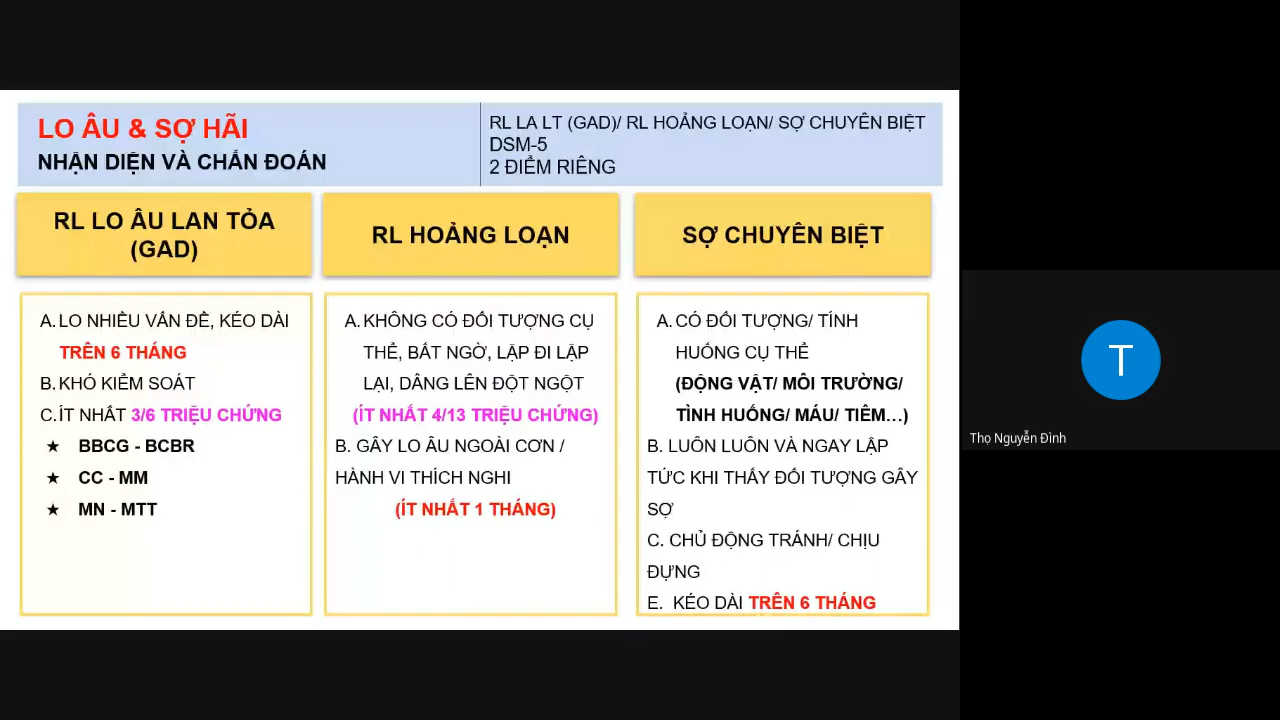 LO ÂU & SỢ HÃI
NHẬN DIỆN VÀ CHẨN ĐOÁN
RL LA LT (GAD)/ RL HOẢNG LOẠN/ SỢ CHUYÊN BIỆT
DSM-5
2 ĐIỂM RIÊNG
RL LO ÂU LAN TỎA
(GAD)
A. LO NHIỀU VẤN ĐỀ, KÉO DÀI
TRÊN 6 THÁNG
B. KHÓ KIỂM SOÁT
C. ÍT NHẤT 3/6 TRIỆU CHỨNG
★ BBCG - BCBR
★ CC - MM
★ MN - MTT
RL HOẢNG LOẠN
A. KHÔNG CÓ ĐỐI TƯỢNG CỤ
THỂ, BẤT NGỜ, LẶP ĐI LẶP
LẠI, DÂNG LÊN ĐỘT NGỘT
(ÍT NHẤT 4/13 TRIỆU CHỨNG)
B. GÂY LO ÂU NGOÀI CƠN /
HÀNH VI THÍCH NGHI
(ÍT NHẤT 1 THÁNG)
SỢ CHUYÊN BIỆT
A. CÓ ĐỐI TƯỢNG/ TÌNH
HUỐNG CỤ THỂ
(ĐỘNG VẬT/ MÔI TRƯỜNG/
TÌNH HUỐNG/ MÁU/ TIÊM...)
B. LUÔN LUÔN VÀ NGAY LẬP
TỨC KHI THẤY ĐỐI TƯỢNG GÂY
SỢ
C. CHỦ ĐỘNG TRÁNH/ CHỊU
ĐỰNG
E. KÉO DÀI TRÊN 6 THÁNG
T
Thọ Nguyễn Đình